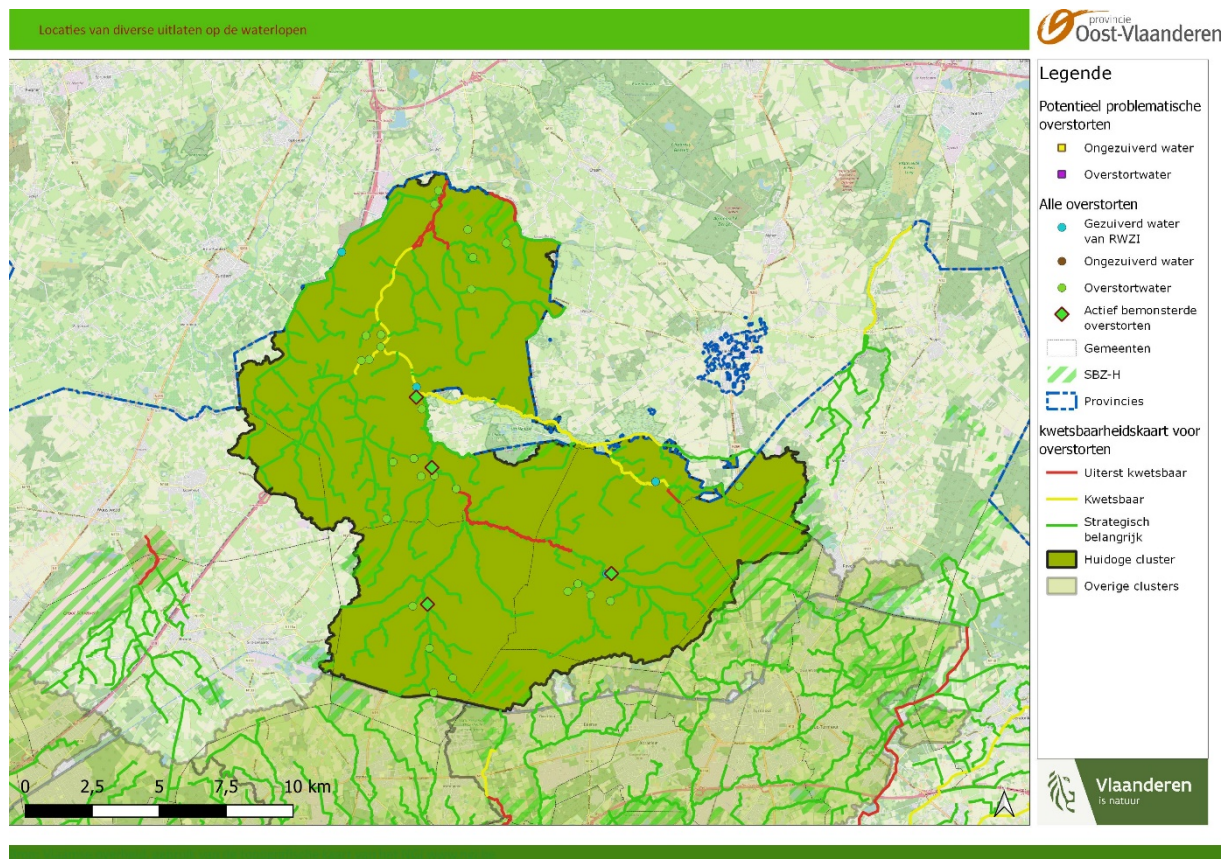 Locaties van diverse uitlaten op de waterlopen
provincie
Oost-Vlaanderen
Legende
Potentieel problematische
overstorten
Ongezuiverd water
Overstortwater
Alle overstorten
Gezuiverd water
van RWZI
Ongezuiverd water
Overstortwater
Actief bemonsterde
overstorten
Gemeenten
SBZ-H
Provincies
kwetsbaarheidskaart voor
overstorten
Uiterst kwetsbaar
Kwetsbaar
Strategisch
belangrijk
Huidoge cluster
Overige clusters
0 2,5 5 7,5 10 km
Vlaanderen
is natuur